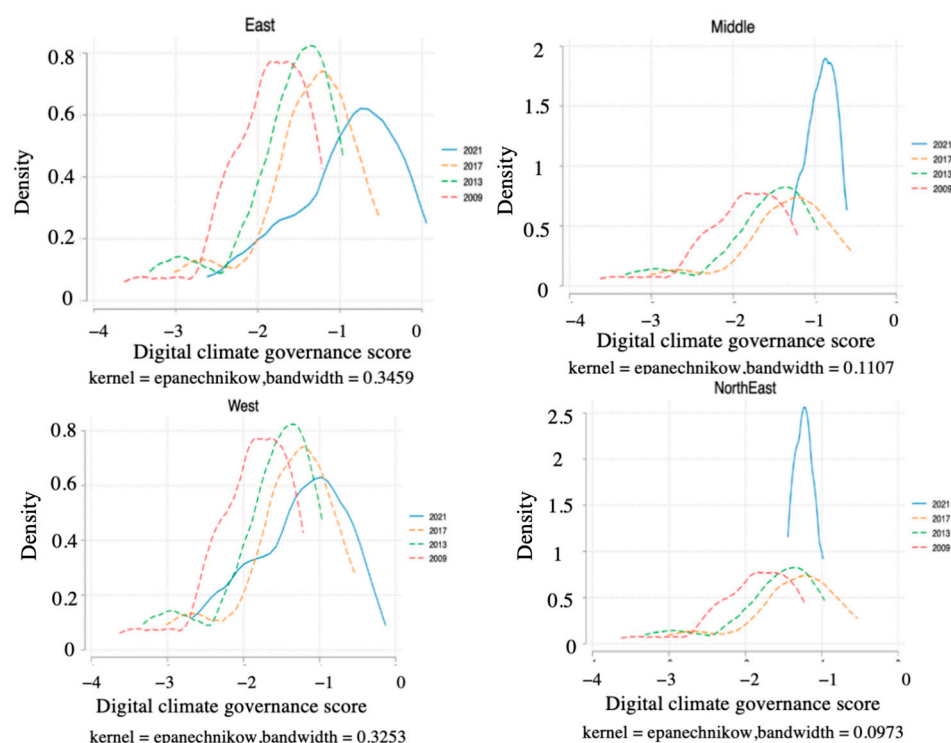 East
0.8
0.6
0.4
0.2
0
Density
−4 −3 −2 −1 0
Digital climate governance score
kernel = epanechnikow,bandwidth = 0.3459
2021
2017
2013
2009
Middle
2
1.5
1
0.5
0
Density
−4 −3 −2 −1 0
Digital climate governance score
kernel = epanechnikow,bandwidth = 0.1107
2021
2017
2013
2009
West
0.8
0.6
0.4
0.2
0
Density
−4 −3 −2 −1 0
Digital climate governance score
kernel = epanechnikow,bandwidth = 0.3253
2021
2017
2013
2009
NorthEast
2.5
2
1.5
1
0.5
0
Density
−4 −3 −2 −1 0
Digital climate governance score
kernel = epanechnikow,bandwidth = 0.0973
2021
2017
2013
2009